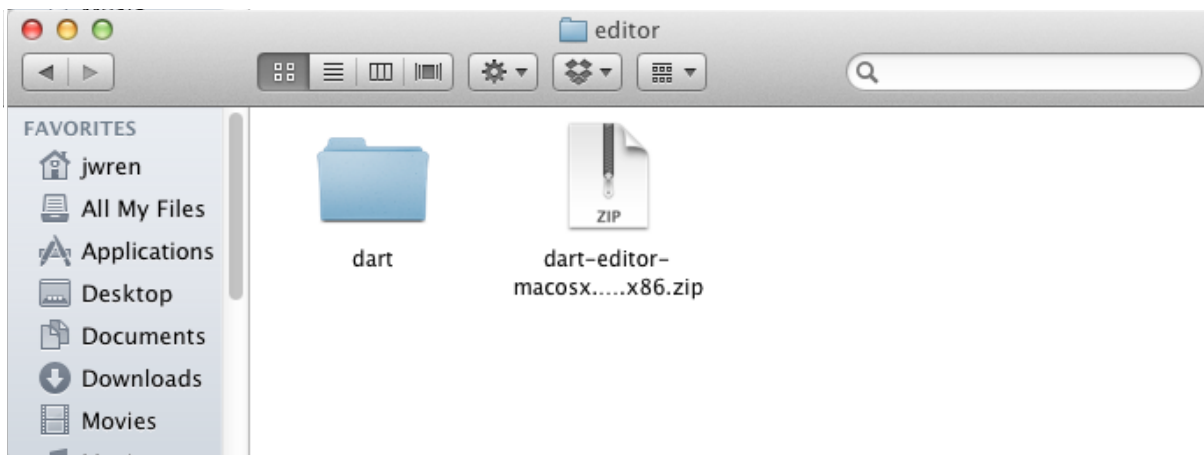 editor
FAVORITES
jwren
All My Files
Applications
Desktop
Documents
Downloads
Movies
dart
ZIP
dart-editor-
macosx.....x86.zip